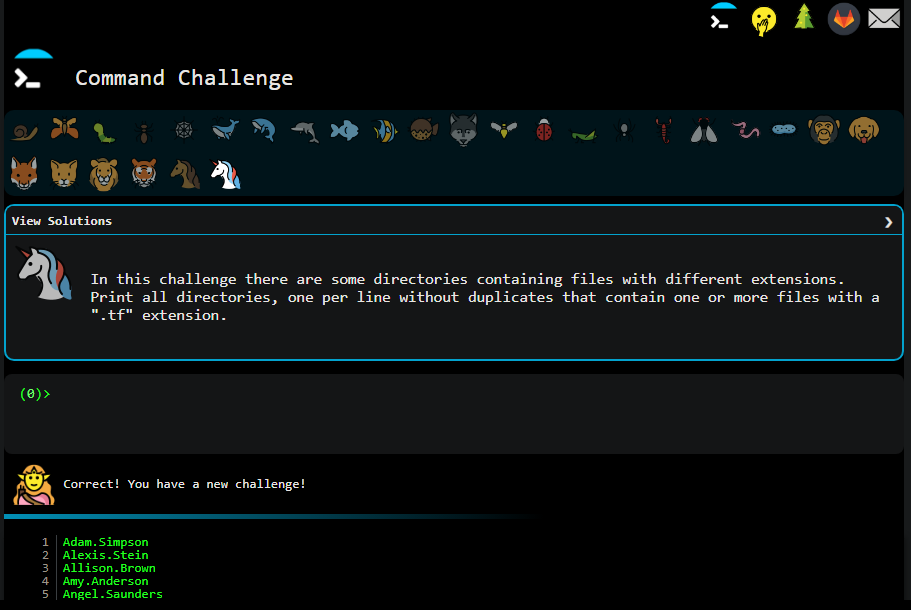 Command Challenge
View Solutions
In this challenge there are some directories containing files with different extensions.
Print all directories, one per line without duplicates that contain one or more files with a
".tf" extension.
(0)>
Correct! You have a new challenge!
1 Adam.Simpson
2 Alexis.Stein
3 Allison.Brown
4 Amy.Anderson
5 Angel.Saunders